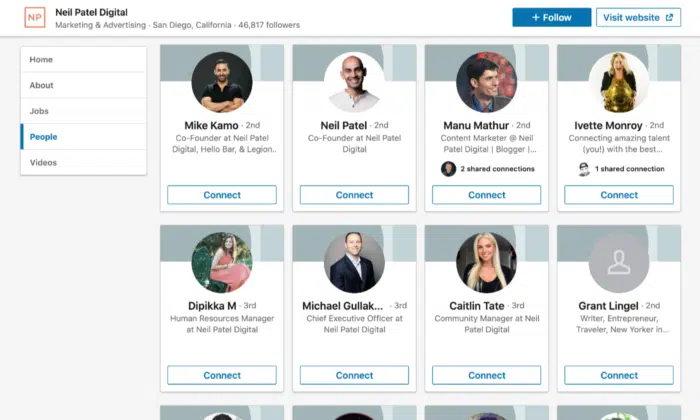 NP
Neil Patel Digital
Marketing & Advertising · San Diego, California · 46,817 followers
+ Follow
Visit website
Home
About
Jobs
People
Videos
Mike Kamo · 2nd
Co-Founder at Neil Patel
Digital, Hello Bar, & Legion..
Connect
Neil Patel · 2nd
Co-Founder at Neil Patel
Digital
Connect
Manu Mathur · 2nd
Content Marketer @ Neil
Patel Digital | Blogger |...
2 shared connections
Connect
Ivette Monroy · 2nd
Connecting amazing talent
(you!) with the best...
1 shared connection
Connect
Dipikka M · 3rd
Human Resources Manager
at Neil Patel Digital
Connect
Michael Gullak... · 3rd
Chief Executive Officer at
Neil Patel Digital
Connect
Caitlin Tate · 3rd
Community Manager at Neil
Patel Digital
Connect
Grant Lingel · 2nd
Writer, Entrepreneur,
Traveler, New Yorker in...
Connect